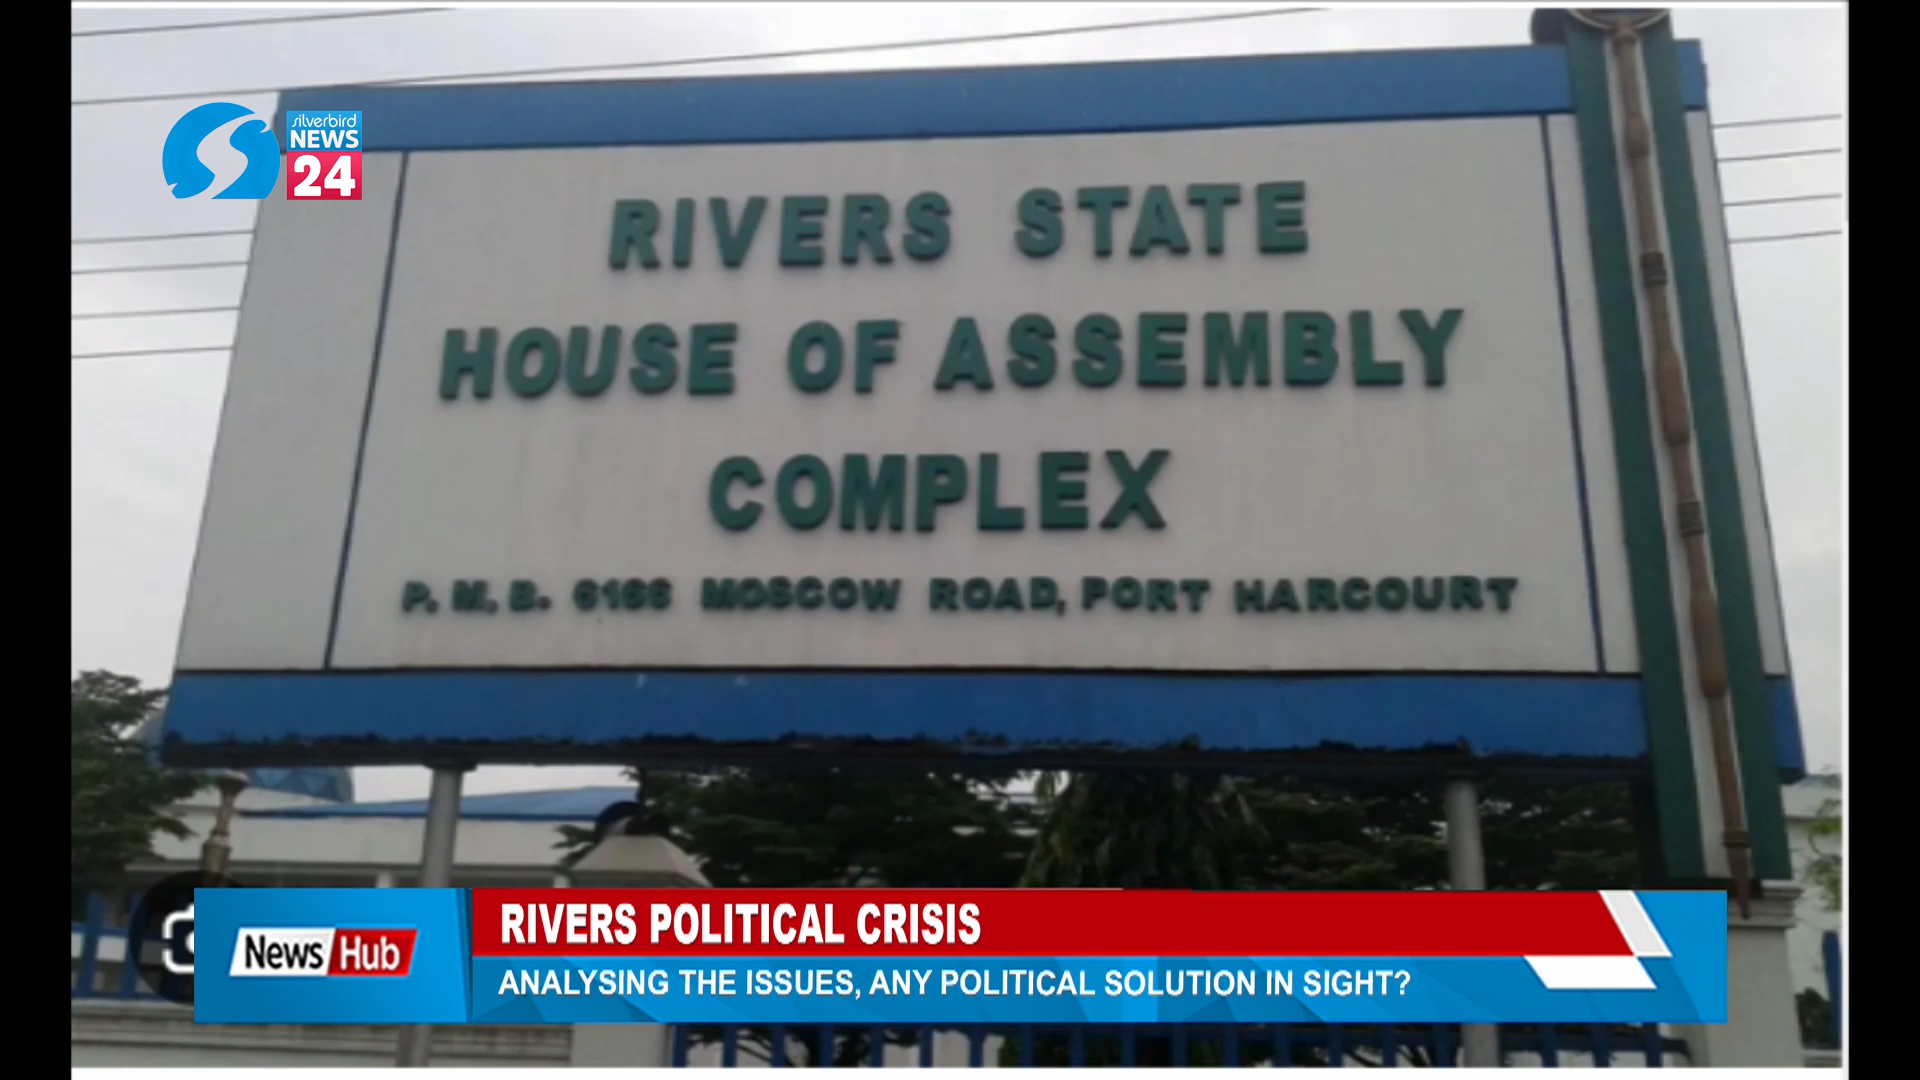 silverbird
NEWS
24
RIVERS STATE
HOUSE OF ASSEMBLY
COMPLEX
P. M. B. 6166 MOSCOW ROAD, PORT HARCOURT
News Hub
RIVERS POLITICAL CRISIS
ANALYSING THE ISSUES, ANY POLITICAL SOLUTION IN SIGHT?